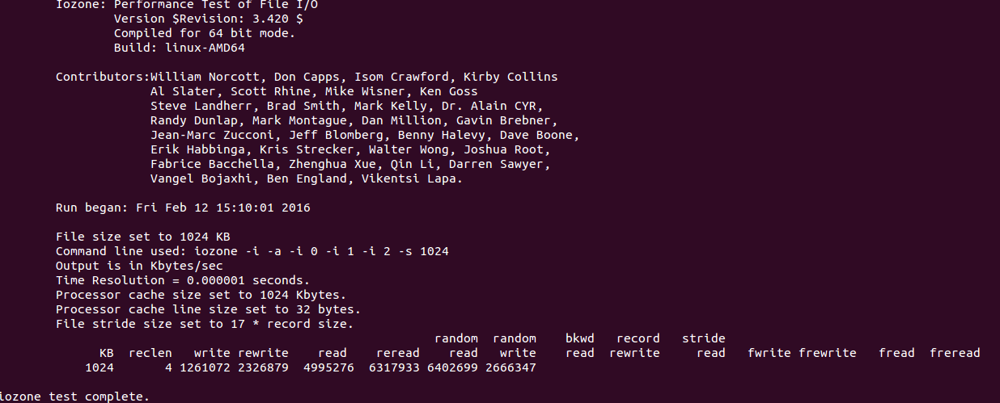 Iozone: Performance Test of File I/O
Version $Revision: 3.420 $
Compiled for 64 bit mode.
Build: linux-AMD64
Contributors:William Norcott, Don Capps, Isom Crawford, Kirby Collins
Al Slater, Scott Rhine, Mike Wisner, Ken Goss
Steve Landherr, Brad Smith, Mark Kelly, Dr. Alain CYR,
Randy Dunlap, Mark Montague, Dan Million, Gavin Brebner,
Jean-Marc Zucconi, Jeff Blomberg, Benny Halevy, Dave Boone,
Erik Habbinga, Kris Strecker, Walter Wong, Joshua Root,
Fabrice Bacchella, Zhenghua Xue, Qin Li, Darren Sawyer,
Vangel Bojaxhi, Ben England, Vikentsi Lapa.
Run began: Fri Feb 12 15:10:01 2016
File size set to 1024 KB
Command line used: iozone -i -a -i 0 -i 1 -i 2 -s 1024
Output is in Kbytes/sec
Time Resolution = 0.000001 seconds.
Processor cache size set to 1024 Kbytes.
Processor cache line size set to 32 bytes.
File stride size set to 17 * record size.
random random bkwd record stride
KB reclen write rewrite read reread read write read rewrite read fwrite frewrite fread freread
1024 4 1261072 2326879 4995276 6317933 6402699 2666347
iozone test complete.